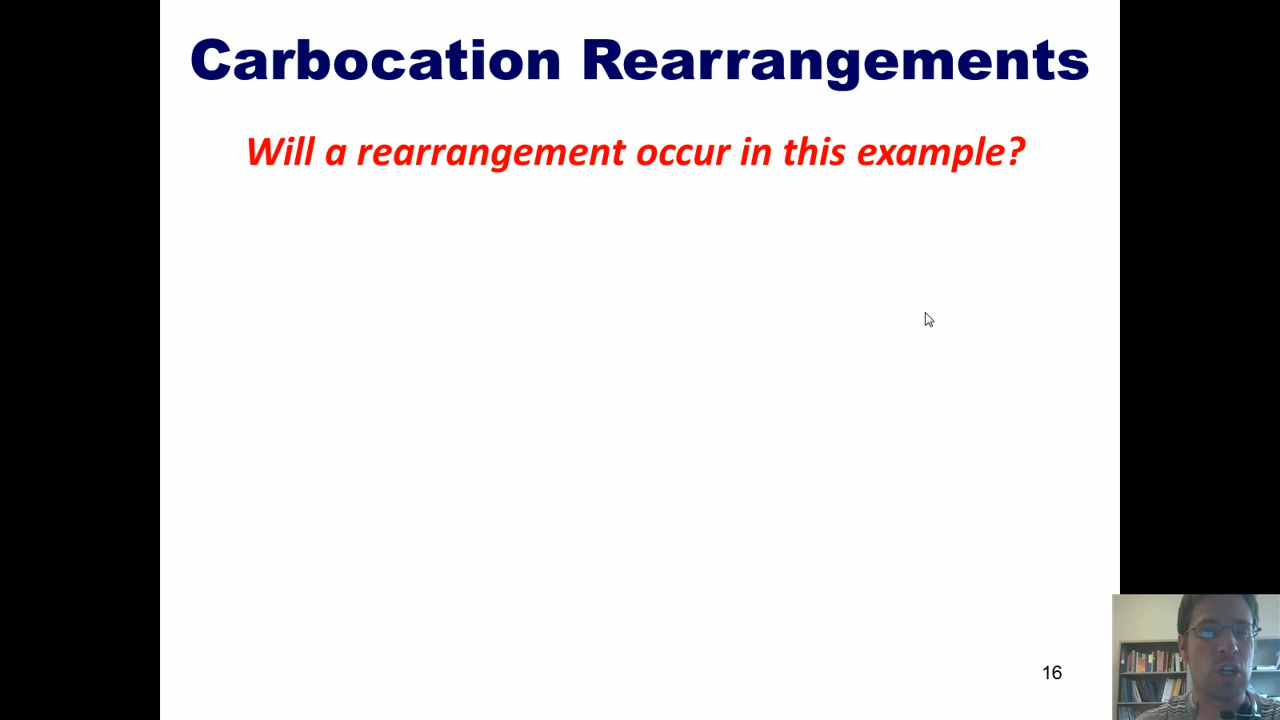 Carbocation Rearrangements
Will a rearrangement occur in this example?
16